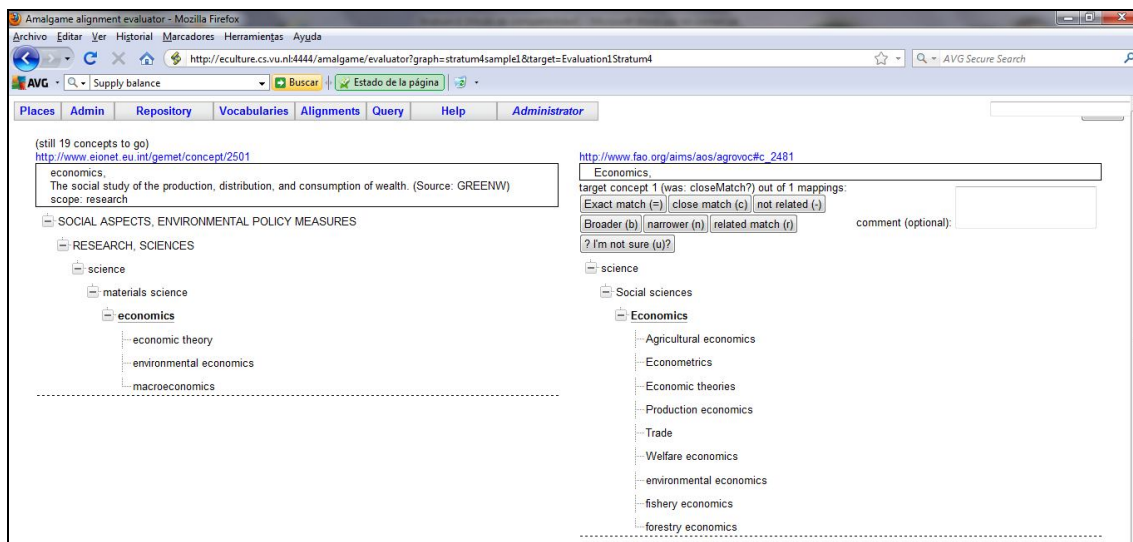 Amalgame alignment evaluator - Mozilla Firefox
Archivo Editar Ver Historial Marcadores Herramientas Ayuda
http://eculture.cs.vu.nl:4444/amalgame/evaluator?graph=stratum4sample1&target=Evaluation1Stratum4 AVG Secure Search
AVG Supply balance Buscar Estado de la página
Places Admin Repository Vocabularies Alignments Query Help Administrator
(still 19 concepts to go)
http://www.eionet.eu.int/gemet/concept/2501
economics,
The social study of the production, distribution, and consumption of wealth. (Source: GREENW)
scope: research
SOCIAL ASPECTS, ENVIRONMENTAL POLICY MEASURES
RESEARCH, SCIENCES
science
materials science
economics
economic theory
environmental economics
macroeconomics
http://www.fao.org/aims/aos/agrovoc#c_2481
Economics,
target concept 1 (was: closeMatch?) out of 1 mappings:
Exact match (=) close match (c) not related (-)
Broader (b) narrower (n) related match (r) comment (optional):
? I'm not sure (u)?
science
Social sciences
Economics
Agricultural economics
Econometrics
Economic theories
Production economics
Trade
Welfare economics
environmental economics
fishery economics
forestry economics